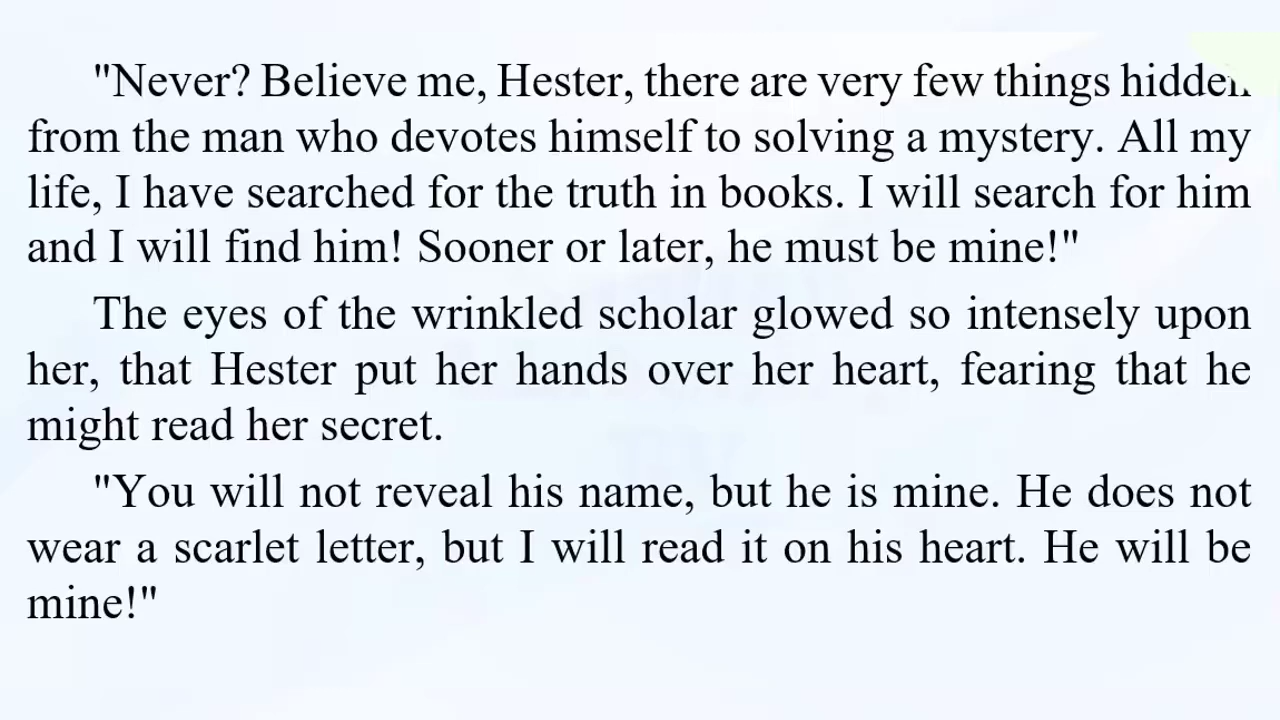 "Never? Believe me, Hester, there are very few things hidden
from the man who devotes himself to solving a mystery. All my
life, I have searched for the truth in books. I will search for him
and I will find him! Sooner or later, he must be mine!"
The eyes of the wrinkled scholar glowed so intensely upon
her, that Hester put her hands over her heart, fearing that he
might read her secret.
"You will not reveal his name, but he is mine. He does not
wear a scarlet letter, but I will read it on his heart. He will be
mine!"